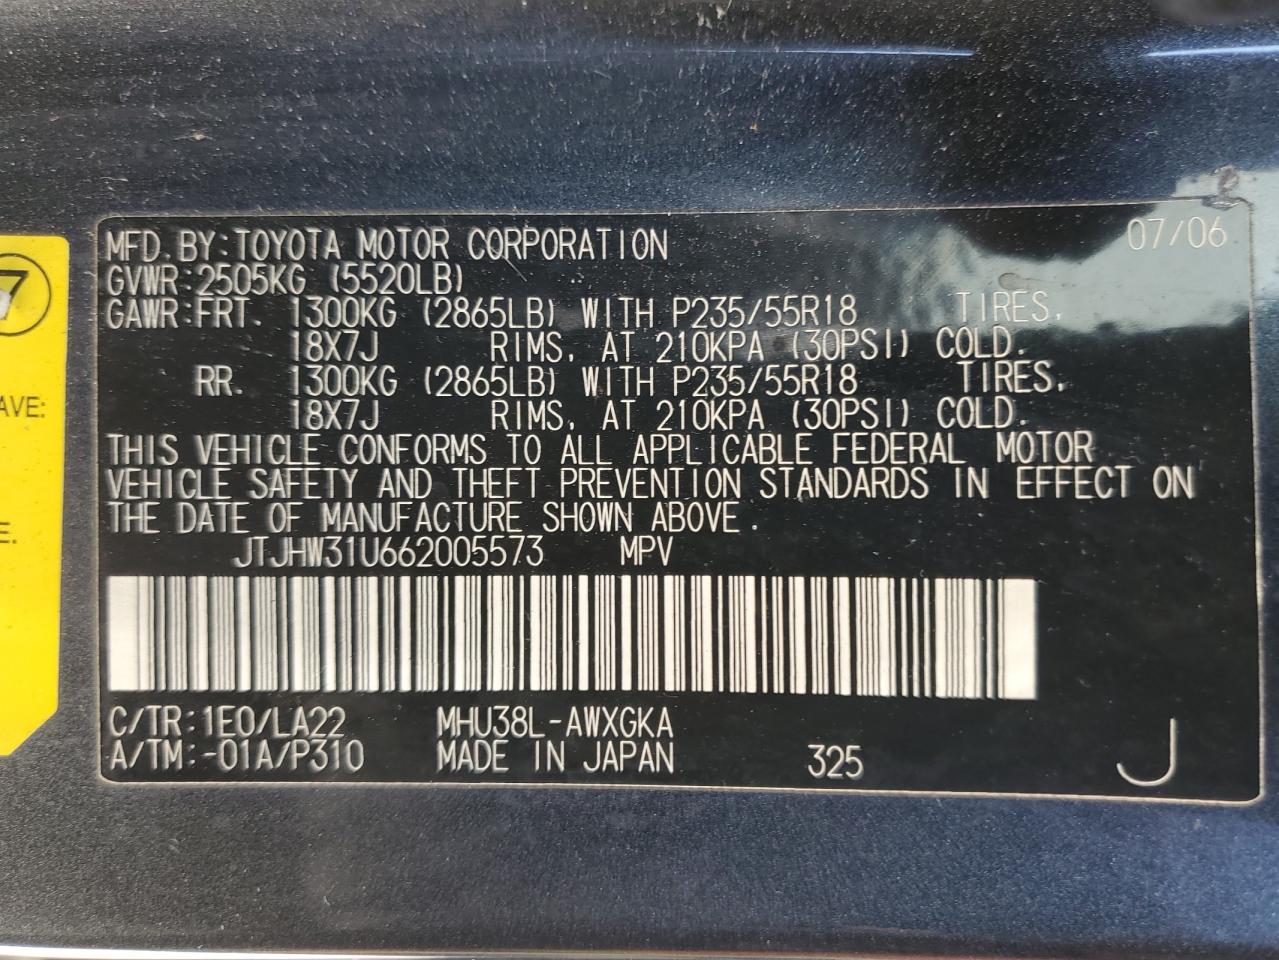 MFD. BY:TOYOTA MOTOR CORPORATION 07/06
GVWR:2505KG (5520LB)
GAWR:FRT. 1300KG (2865LB) WITH P235/55R18 TIRES,
18X7J RIMS, AT 210KPA (30PSI) COLD.
RR. 1300KG (2865LB) WITH P235/55R18 TIRES,
18X7J RIMS, AT 210KPA (30PSI) COLD.
THIS VEHICLE CONFORMS TO ALL APPLICABLE FEDERAL MOTOR
VEHICLE SAFETY AND THEFT PREVENTION STANDARDS IN EFFECT ON
THE DATE OF MANUFACTURE SHOWN ABOVE.
JTJHW31U662005573 MPV
C/TR:1E0/LA22 MHU38L-AWXGKA
A/TM:-01A/P310 MADE IN JAPAN 325 J
7
AVE:
E.